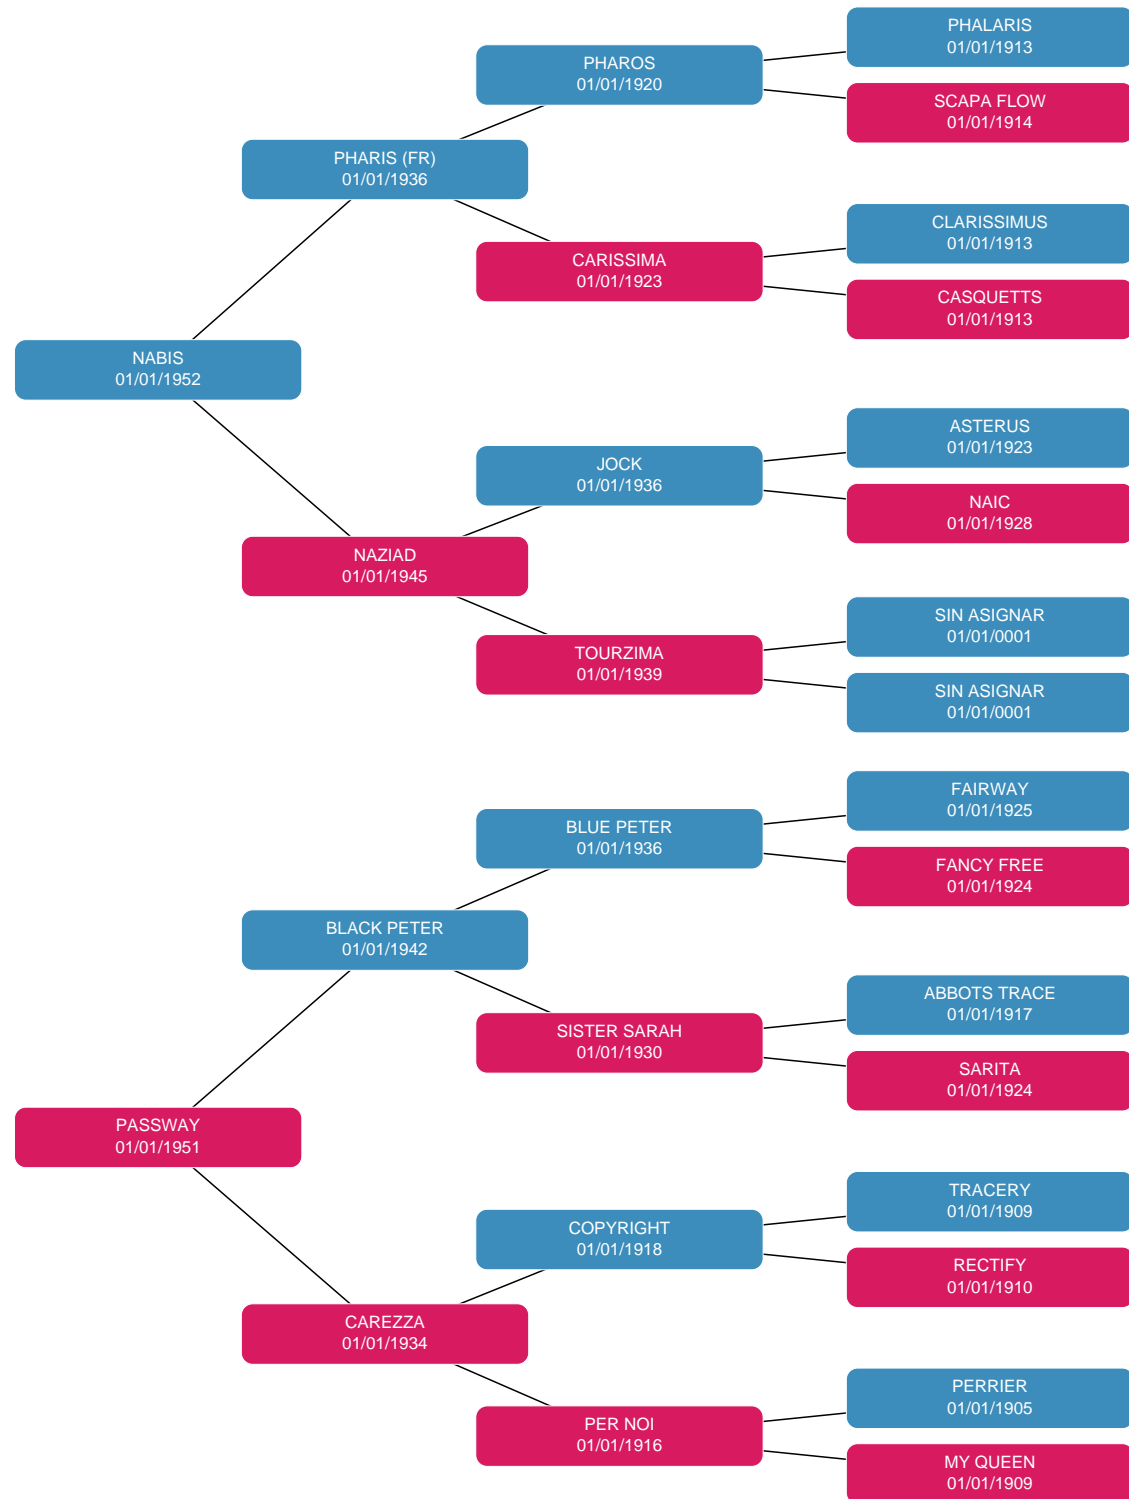 PHALARIS
01/01/1913
PHAROS
01/01/1920
SCAPA FLOW
01/01/1914
PHARIS (FR)
01/01/1936
CLARISSIMUS
01/01/1913
CARISSIMA
01/01/1923
CASQUETTS
01/01/1913
NABIS
01/01/1952
ASTERUS
01/01/1923
JOCK
01/01/1936
NAIC
01/01/1928
NAZIAD
01/01/1945
SIN ASIGNAR
01/01/0001
TOURZIMA
01/01/1939
SIN ASIGNAR
01/01/0001
FAIRWAY
01/01/1925
BLUE PETER
01/01/1936
FANCY FREE
01/01/1924
BLACK PETER
01/01/1942
ABBOTS TRACE
01/01/1917
SISTER SARAH
01/01/1930
SARITA
01/01/1924
PASSWAY
01/01/1951
TRACERY
01/01/1909
COPYRIGHT
01/01/1918
RECTIFY
01/01/1910
CAREZZA
01/01/1934
PERRIER
01/01/1905
PER NOI
01/01/1916
MY QUEEN
01/01/1909